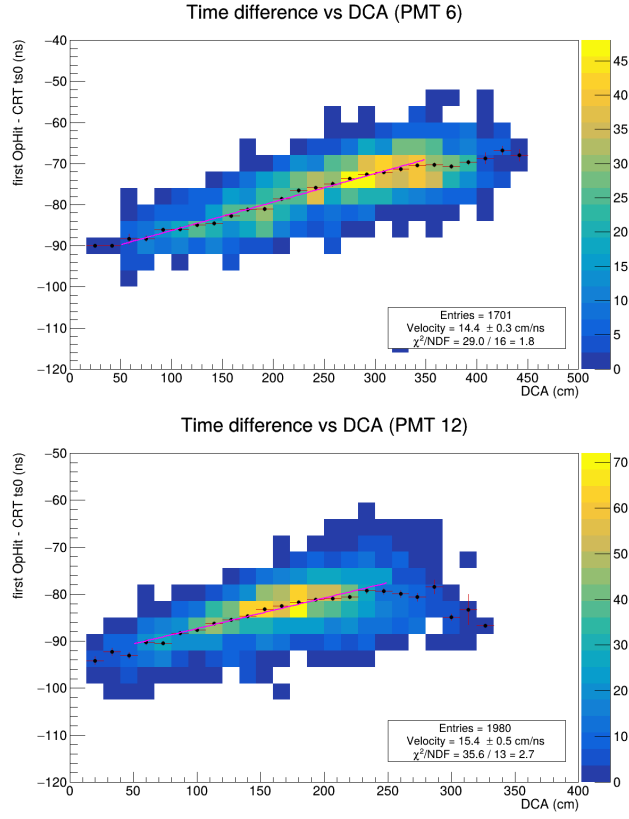 Time difference vs DCA (PMT 6)
first OpHit - CRT ts0 (ns)
−40
−50
−60
−70
−80
−90
−100
−110
−120
0 50 100 150 200 250 300 350 400 450 500
DCA (cm)
45
40
35
30
25
20
15
10
5
0
Entries = 1701
Velocity = 14.4 ± 0.3 cm/ns
χ²/NDF = 29.0 / 16 = 1.8
Time difference vs DCA (PMT 12)
first OpHit - CRT ts0 (ns)
−50
−60
−70
−80
−90
−100
−110
−120
0 50 100 150 200 250 300 350 400
DCA (cm)
70
60
50
40
30
20
10
0
Entries = 1980
Velocity = 15.4 ± 0.5 cm/ns
χ²/NDF = 35.6 / 13 = 2.7